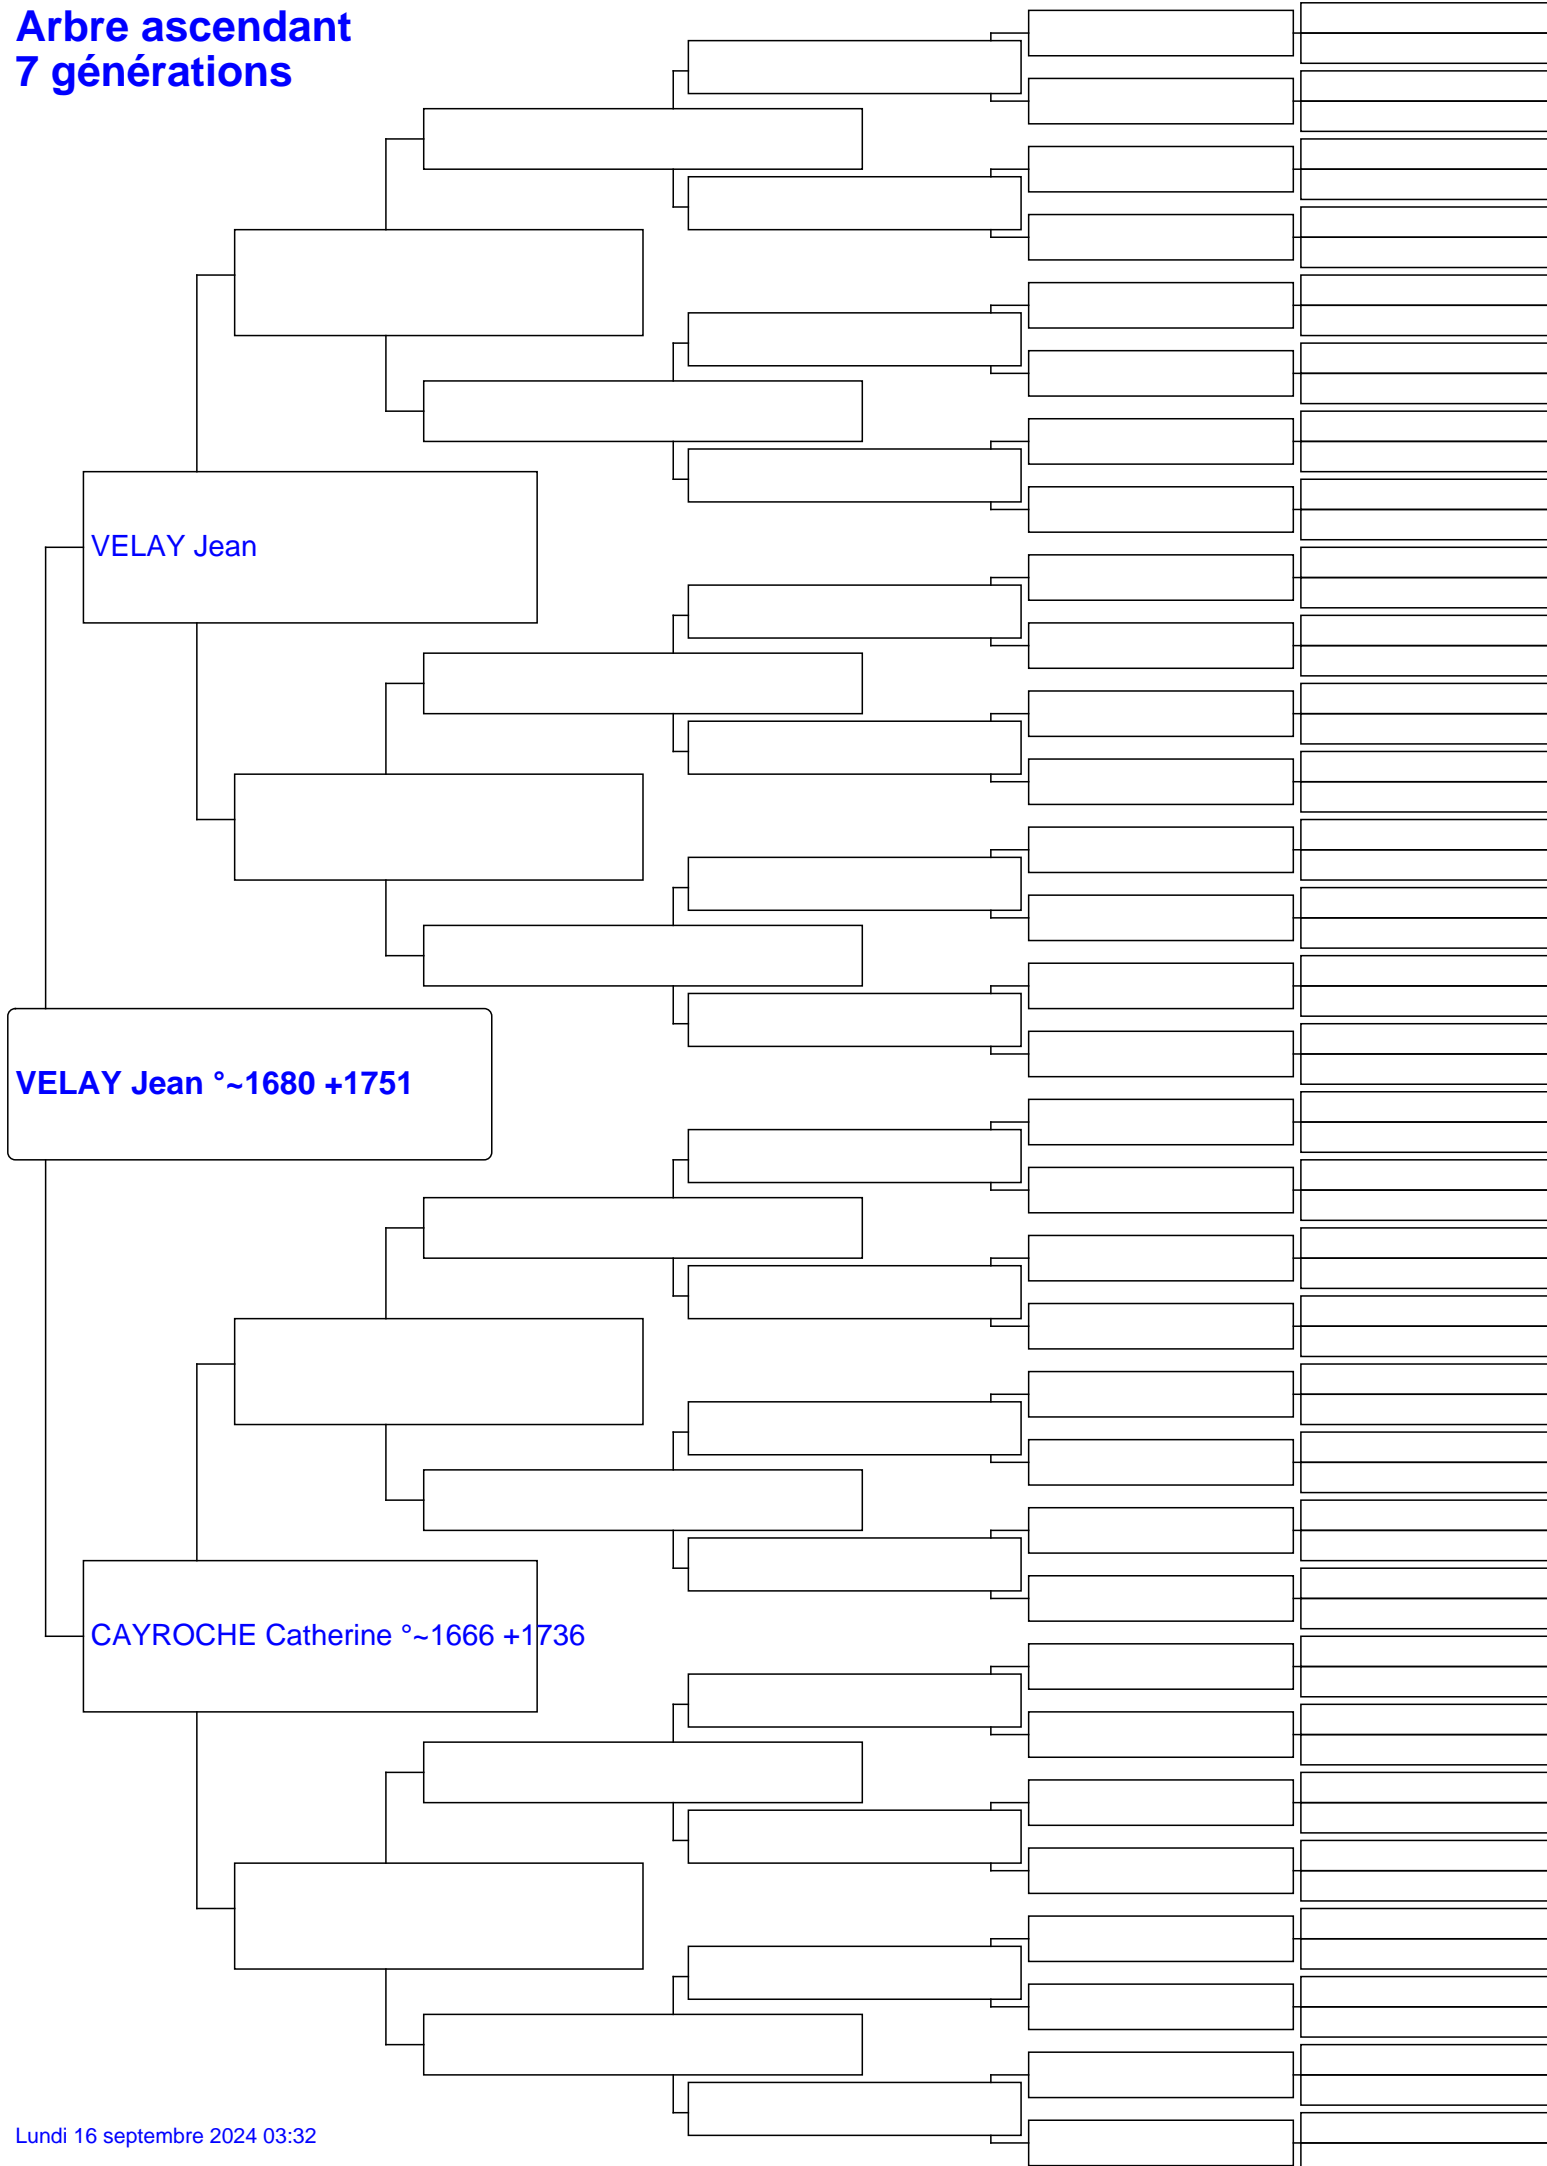 Arbre ascendant
7 générations
VELAY Jean
VELAY Jean °~1680 +1751
CAYROCHE Catherine °~1666 +1736
Lundi 16 septembre 2024 03:32